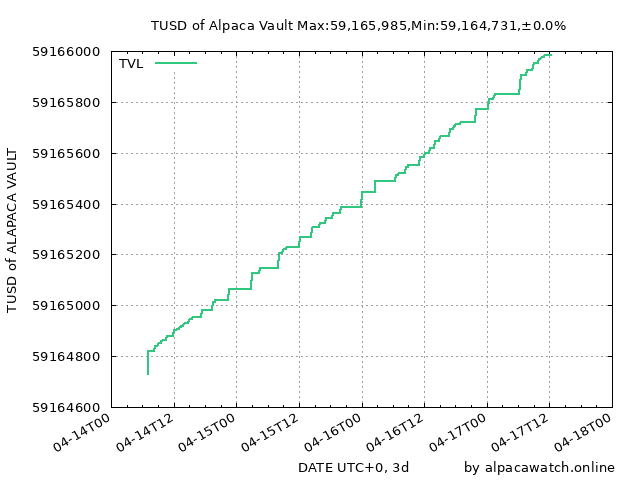 TUSD of Alpaca Vault Max:59,165,985,Min:59,164,731,±0.0%
TVL
TUSD of ALAPACA VAULT
59166000
59165800
59165600
59165400
59165200
59165000
59164800
59164600
04-14T00
04-14T12
04-15T00
04-15T12
04-16T00
04-16T12
04-17T00
04-17T12
04-18T00
DATE UTC+0, 3d
by alpacawatch.online